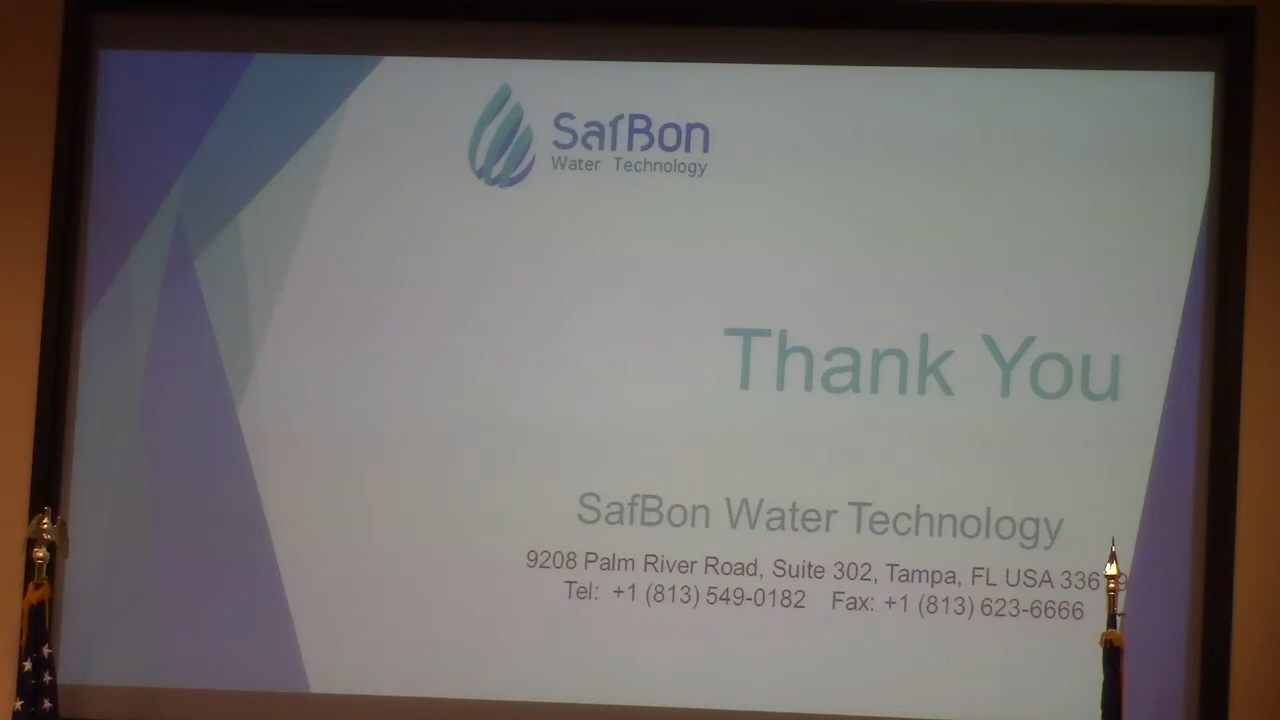 SafBon
Water Technology
Thank You
SafBon Water Technology
9208 Palm River Road, Suite 302, Tampa, FL USA
Tel: +1 (813) 549-0182 Fax: +1 (813) 623-6666